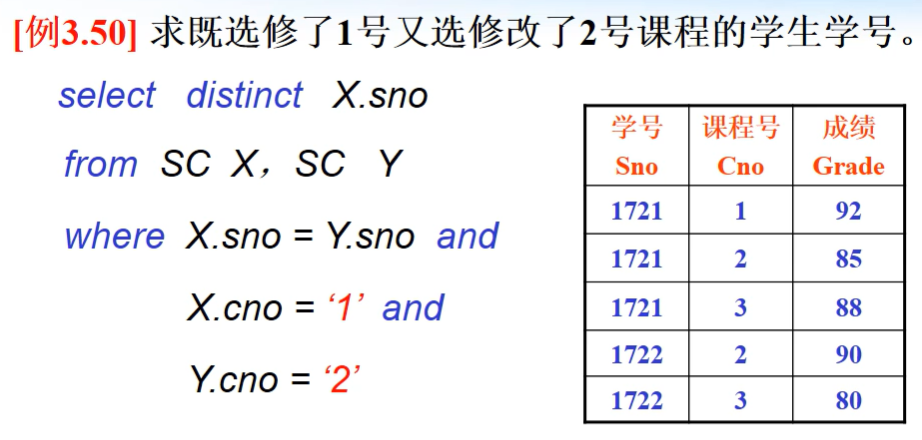 [例3.50] 求既选修了1号又选修改了2号课程的学生学号。
select distinct X.sno
from SC X，SC Y
where X.sno = Y.sno and
X.cno = ‘1’ and
Y.cno = ‘2’
学号 课程号 成绩
Sno Cno Grade
1721 1 92
1721 2 85
1721 3 88
1722 2 90
1722 3 80